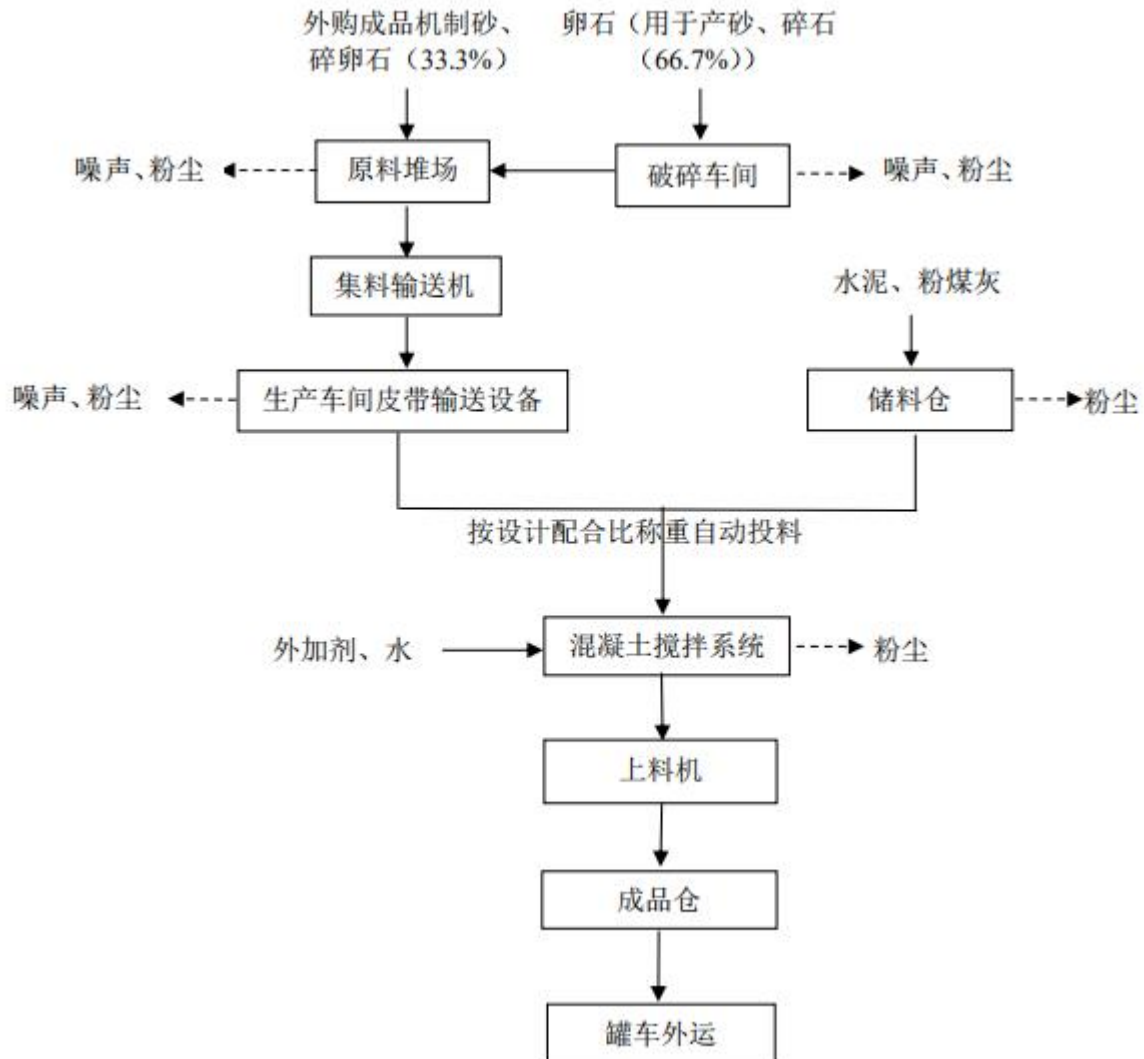 外购成品机制砂、
碎卵石（33.3%）
卵石（用于产砂、碎石
（66.7%））
噪声、粉尘
原料堆场
破碎车间
噪声、粉尘
集料输送机
水泥、粉煤灰
噪声、粉尘
生产车间皮带输送设备
储料仓
粉尘
按设计配合比称重自动投料
外加剂、水
混凝土搅拌系统
粉尘
上料机
成品仓
罐车外运